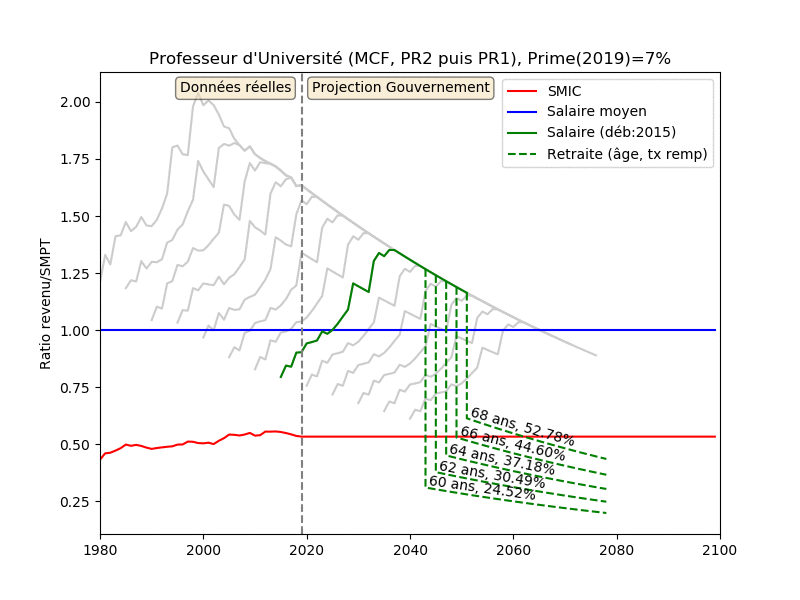 Professeur d'Université (MCF, PR2 puis PR1), Prime(2019)=7%
Données réelles
Projection Gouvernement
SMIC
Salaire moyen
Salaire (déb:2015)
Retraite (âge, tx remp)
Ratio revenu/SMPT
2.00
1.75
1.50
1.25
1.00
0.75
0.50
0.25
68 ans, 52.78%
66 ans, 44.60%
64 ans, 37.18%
62 ans, 30.49%
60 ans, 24.52%
1980
2000
2020
2040
2060
2080
2100